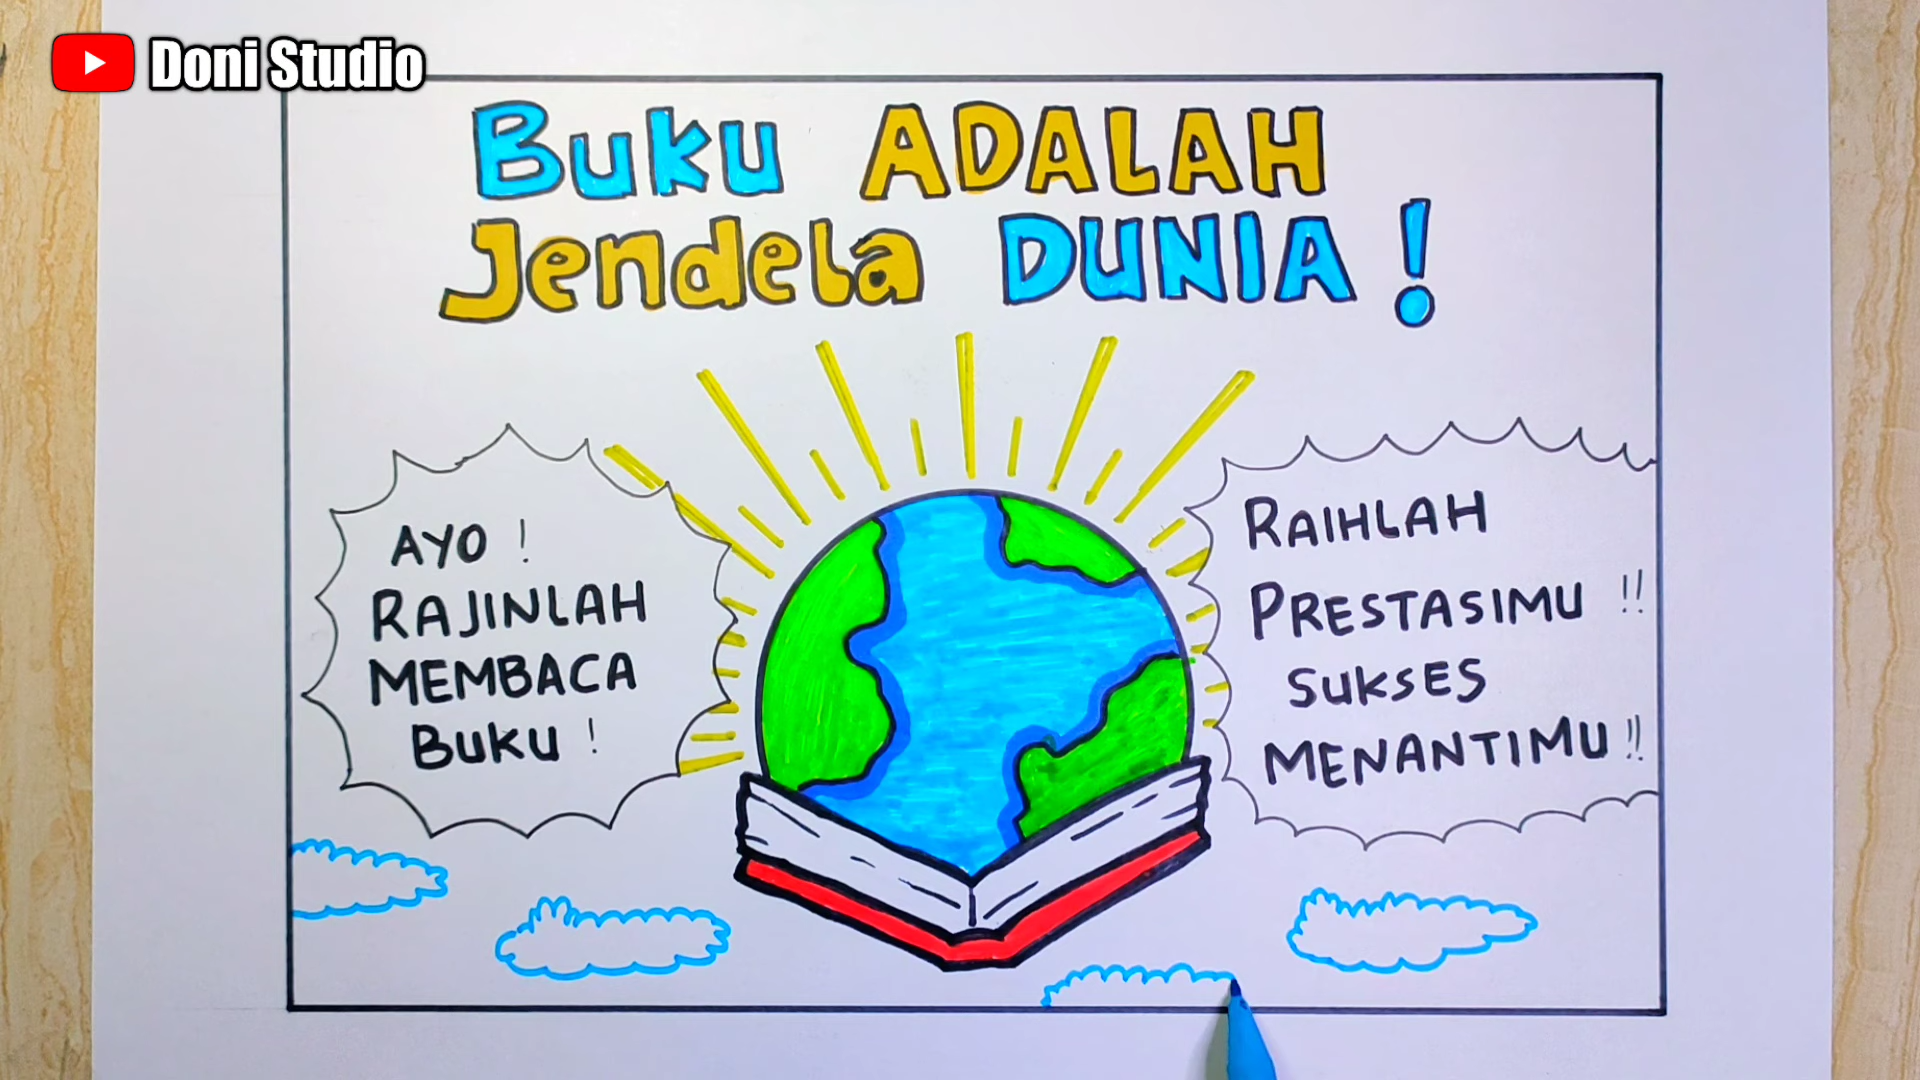 Doni Studio
Buku ADALAH
Jendela DUNIA !
AYO !
RAJINLAH
MEMBACA
BUKU !
RAIHLAH
PRESTASIMU !!
SUKSES
MENANTIMU !!